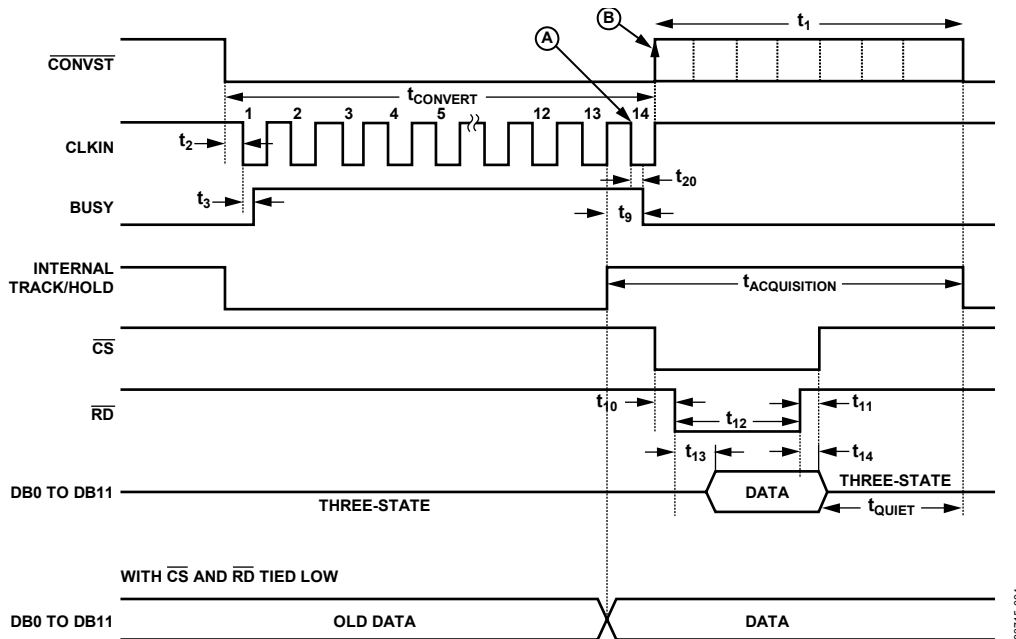 B
t1
A
CONVST
tCONVERT
1 2 3 4 5 12 13 14
CLKIN
t2
t20
t3
BUSY
t9
INTERNAL
TRACK/HOLD
tACQUISITION
CS
RD
t10
t12
t11
t13
t14
DB0 TO DB11
THREE-STATE
DATA
THREE-STATE
tQUIET
WITH CS AND RD TIED LOW
DB0 TO DB11
OLD DATA
DATA